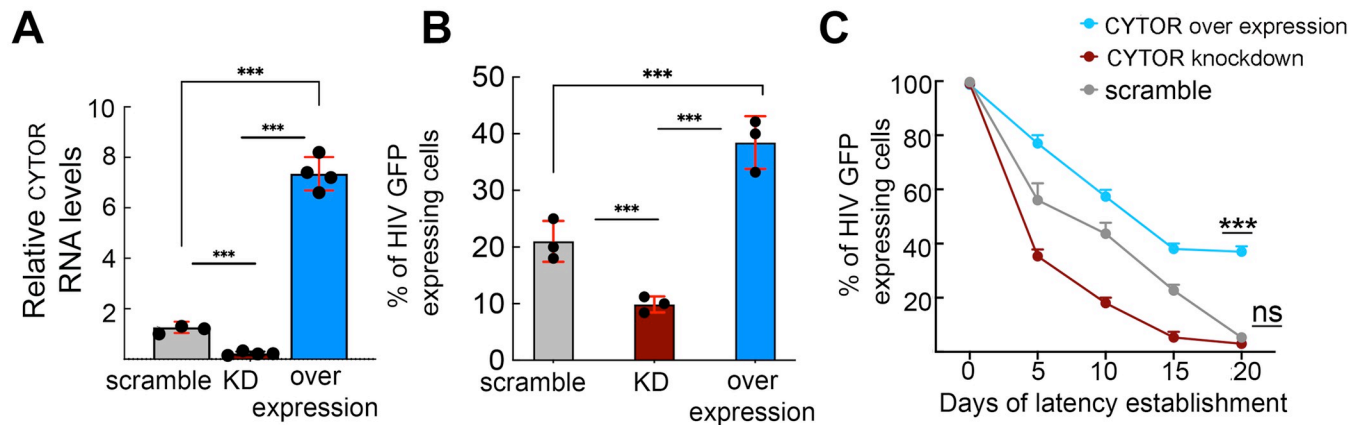 A
Relative CYTOR
RNA levels
10
8
6
4
2
***
***
***
scramble
KD
over
expression
B
% of HIV GFP
expressing cells
50
40
30
20
10
0
***
***
***
scramble
KD
over
expression
C
CYTOR over expression
CYTOR knockdown
scramble
% of HIV GFP
expressing cells
100
80
60
40
20
***
ns
0
5
10
15
20
Days of latency establishment